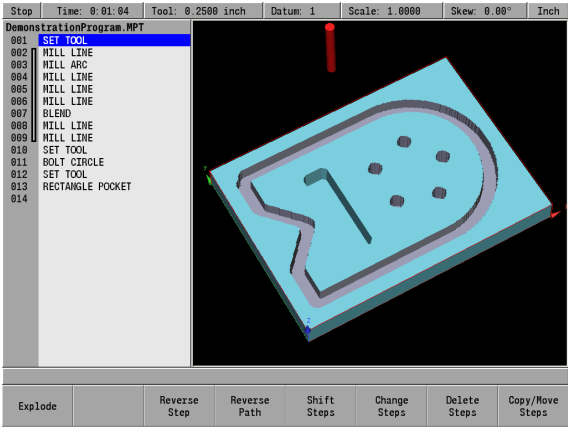 Stop Time: 0:01:04 Tool: 0.2500 inch Datum: 1 Scale: 1.0000 Skew: 0.00° Inch
DemonstrationProgram.MPT
001 SET TOOL
002 MILL LINE
003 MILL ARC
004 MILL LINE
005 MILL LINE
006 MILL LINE
007 BLEND
008 MILL LINE
009 MILL LINE
010 SET TOOL
011 BOLT CIRCLE
012 SET TOOL
013 RECTANGLE POCKET
014
Y
Z
Explode
Reverse Step
Reverse Path
Shift Steps
Change Steps
Delete Steps
Copy/Move Steps